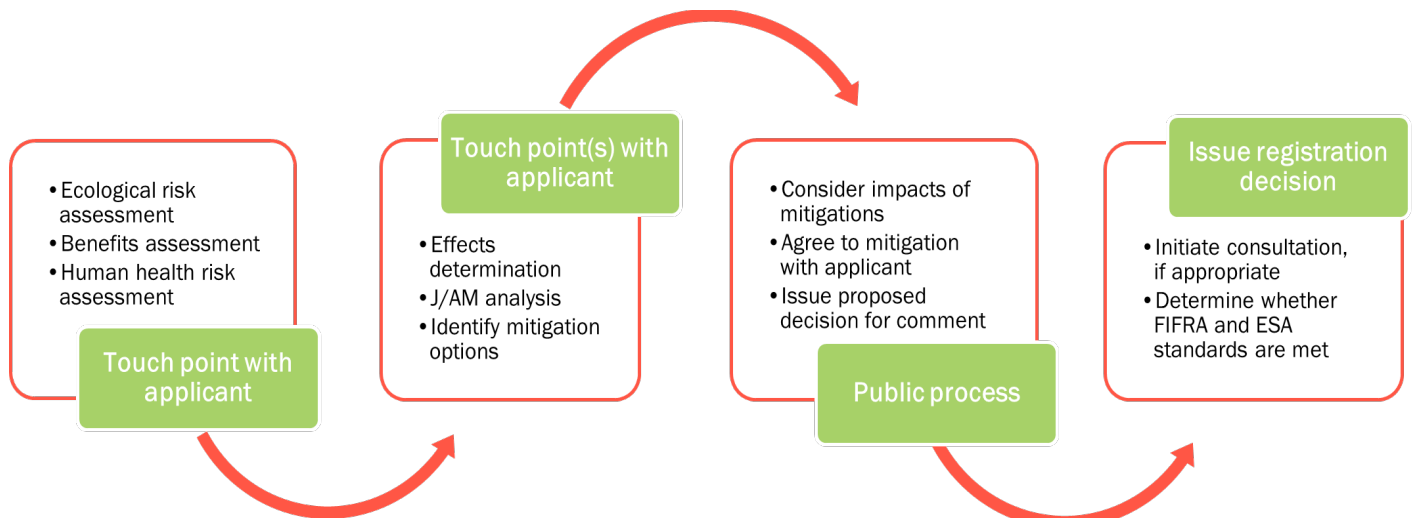 •Ecological risk
assessment
•Benefits assessment
•Human health risk
assessment
Touch point with
applicant
Touch point(s) with
applicant
•Effects
determination
•J/AM analysis
•Identify mitigation
options
•Consider impacts of
mitigations
•Agree to mitigation
with applicant
•Issue proposed
decision for comment
Public process
Issue registration
decision
•Initiate consultation,
if appropriate
•Determine whether
FIFRA and ESA
standards are met